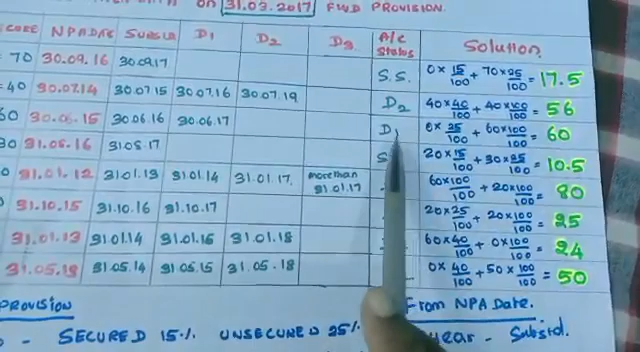 on 31.03.2017 FIND PROVISION.
SCORE NPA DATE SUBSTD D1 D2 D3 A/c Status Solution
70 30.09.16 30.09.17 S.S. 0 × 15/100 + 70 × 25/100 = 17.5
40 30.07.14 30.07.15 30.07.16 30.07.19 D2 40 × 40/100 + 40 × 100/100 = 56
60 30.06.15 30.06.16 30.06.17 D1 0 × 25/100 + 60 × 100/100 = 60
30 31.05.16 31.05.17 S 20 × 15/100 + 30 × 25/100 = 10.5
0 31.01.12 31.01.13 31.01.14 31.01.17. more than 31.01.17 60 × 100/100 + 20 × 100/100 = 80
31.10.15 31.10.16 31.10.17 20 × 25/100 + 20 × 100/100 = 25
31.01.13 31.01.14 31.01.15 31.01.18 60 × 40/100 + 0 × 100/100 = 24
31.05.13 31.05.14 31.05.15 31.05.18 0 × 40/100 + 50 × 100/100 = 50
PROVISION From NPA Date.
- SECURED 15%. UNSECURED 25% year - Substd.